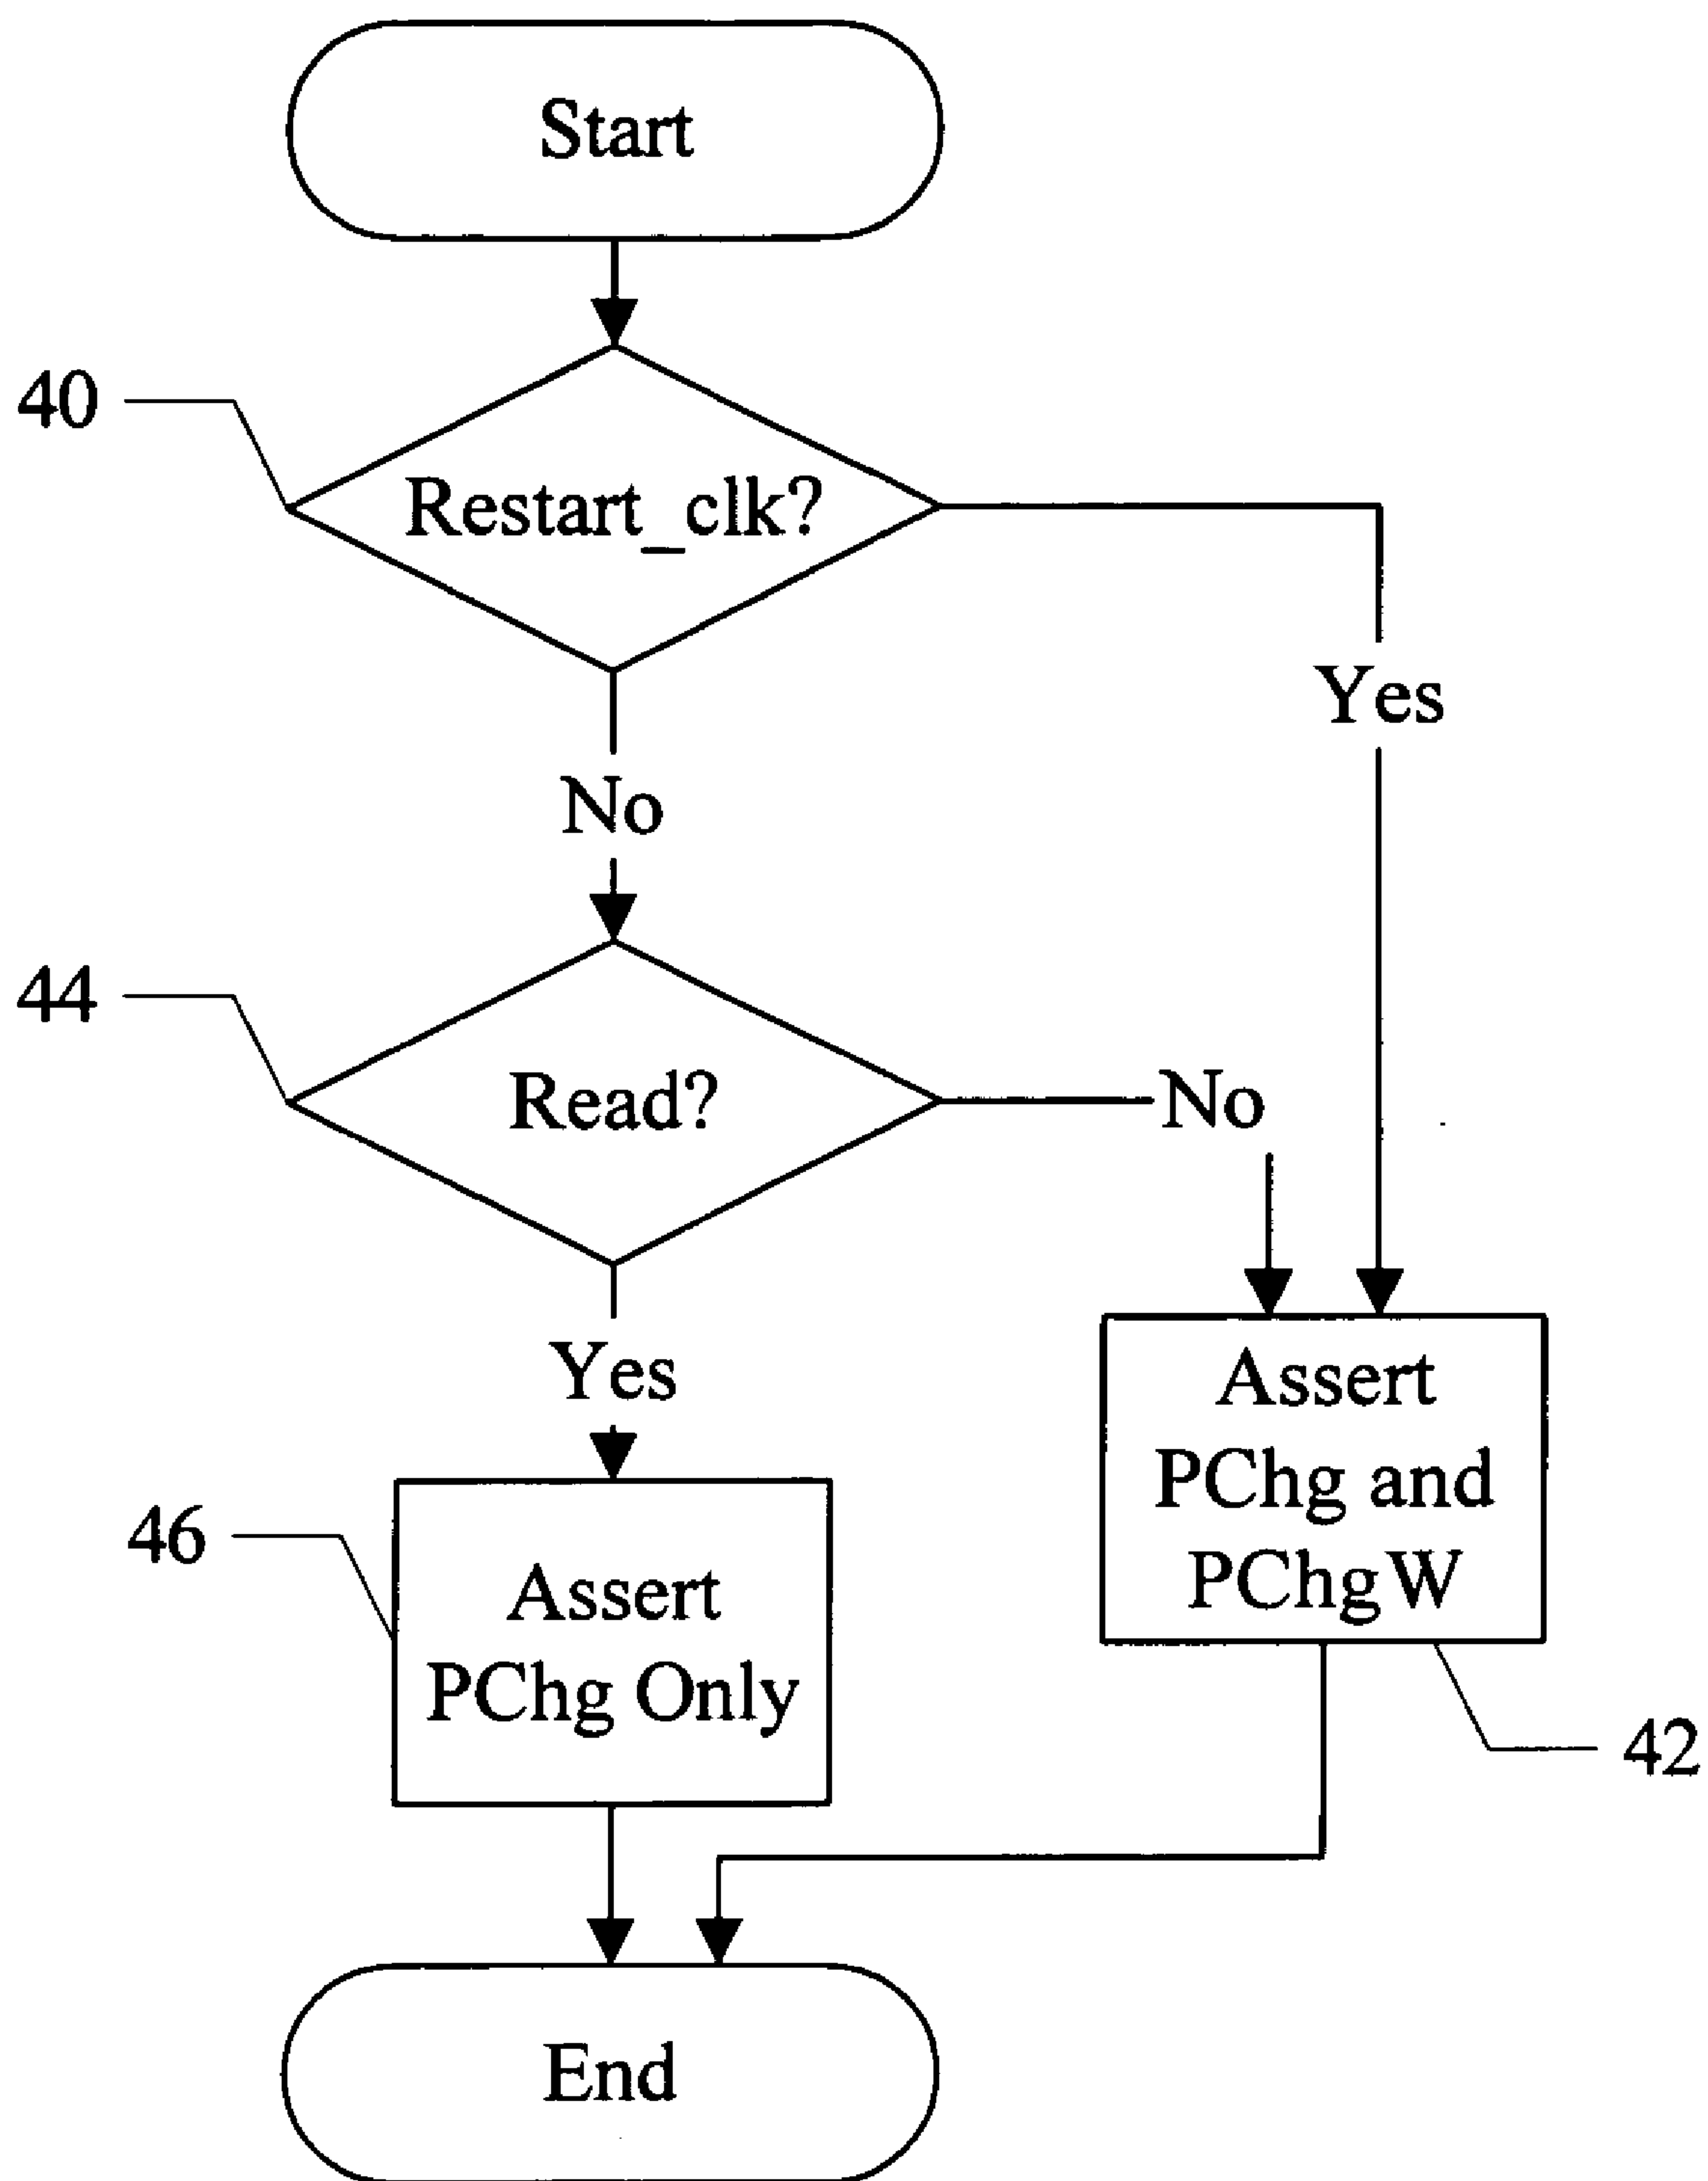 Start
40
Restart_clk?
Yes
No
44
Read?
No
Yes
Assert
PChg and
PChgW
46
Assert
PChg Only
42
End